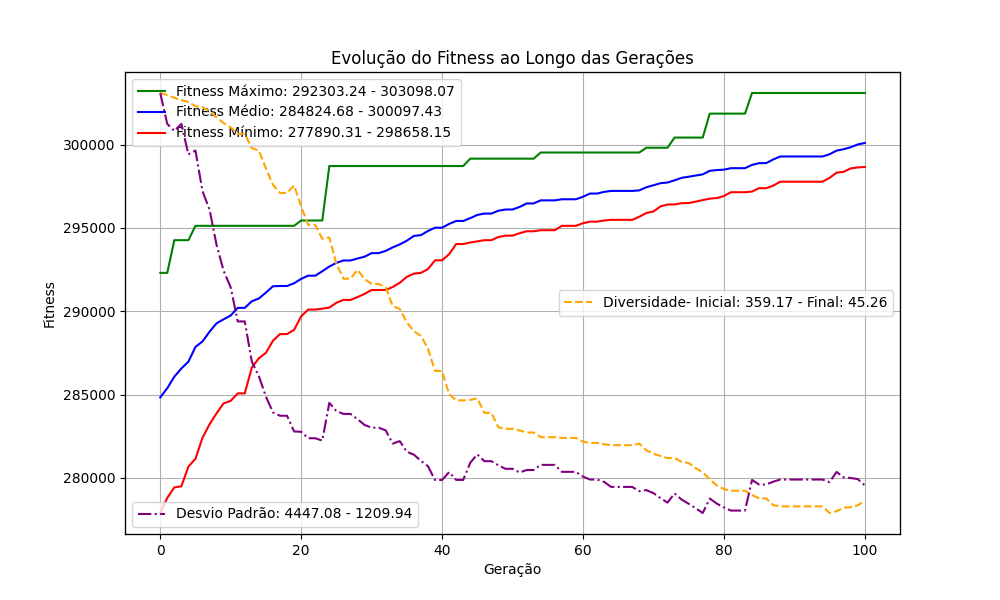 Evolução do Fitness ao Longo das Gerações
Fitness Máximo: 292303.24 - 303098.07
Fitness Médio: 284824.68 - 300097.43
Fitness Mínimo: 277890.31 - 298658.15
300000
295000
290000
285000
280000
Fitness
Diversidade- Inicial: 359.17 - Final: 45.26
Desvio Padrão: 4447.08 - 1209.94
0 20 40 60 80 100
Geração